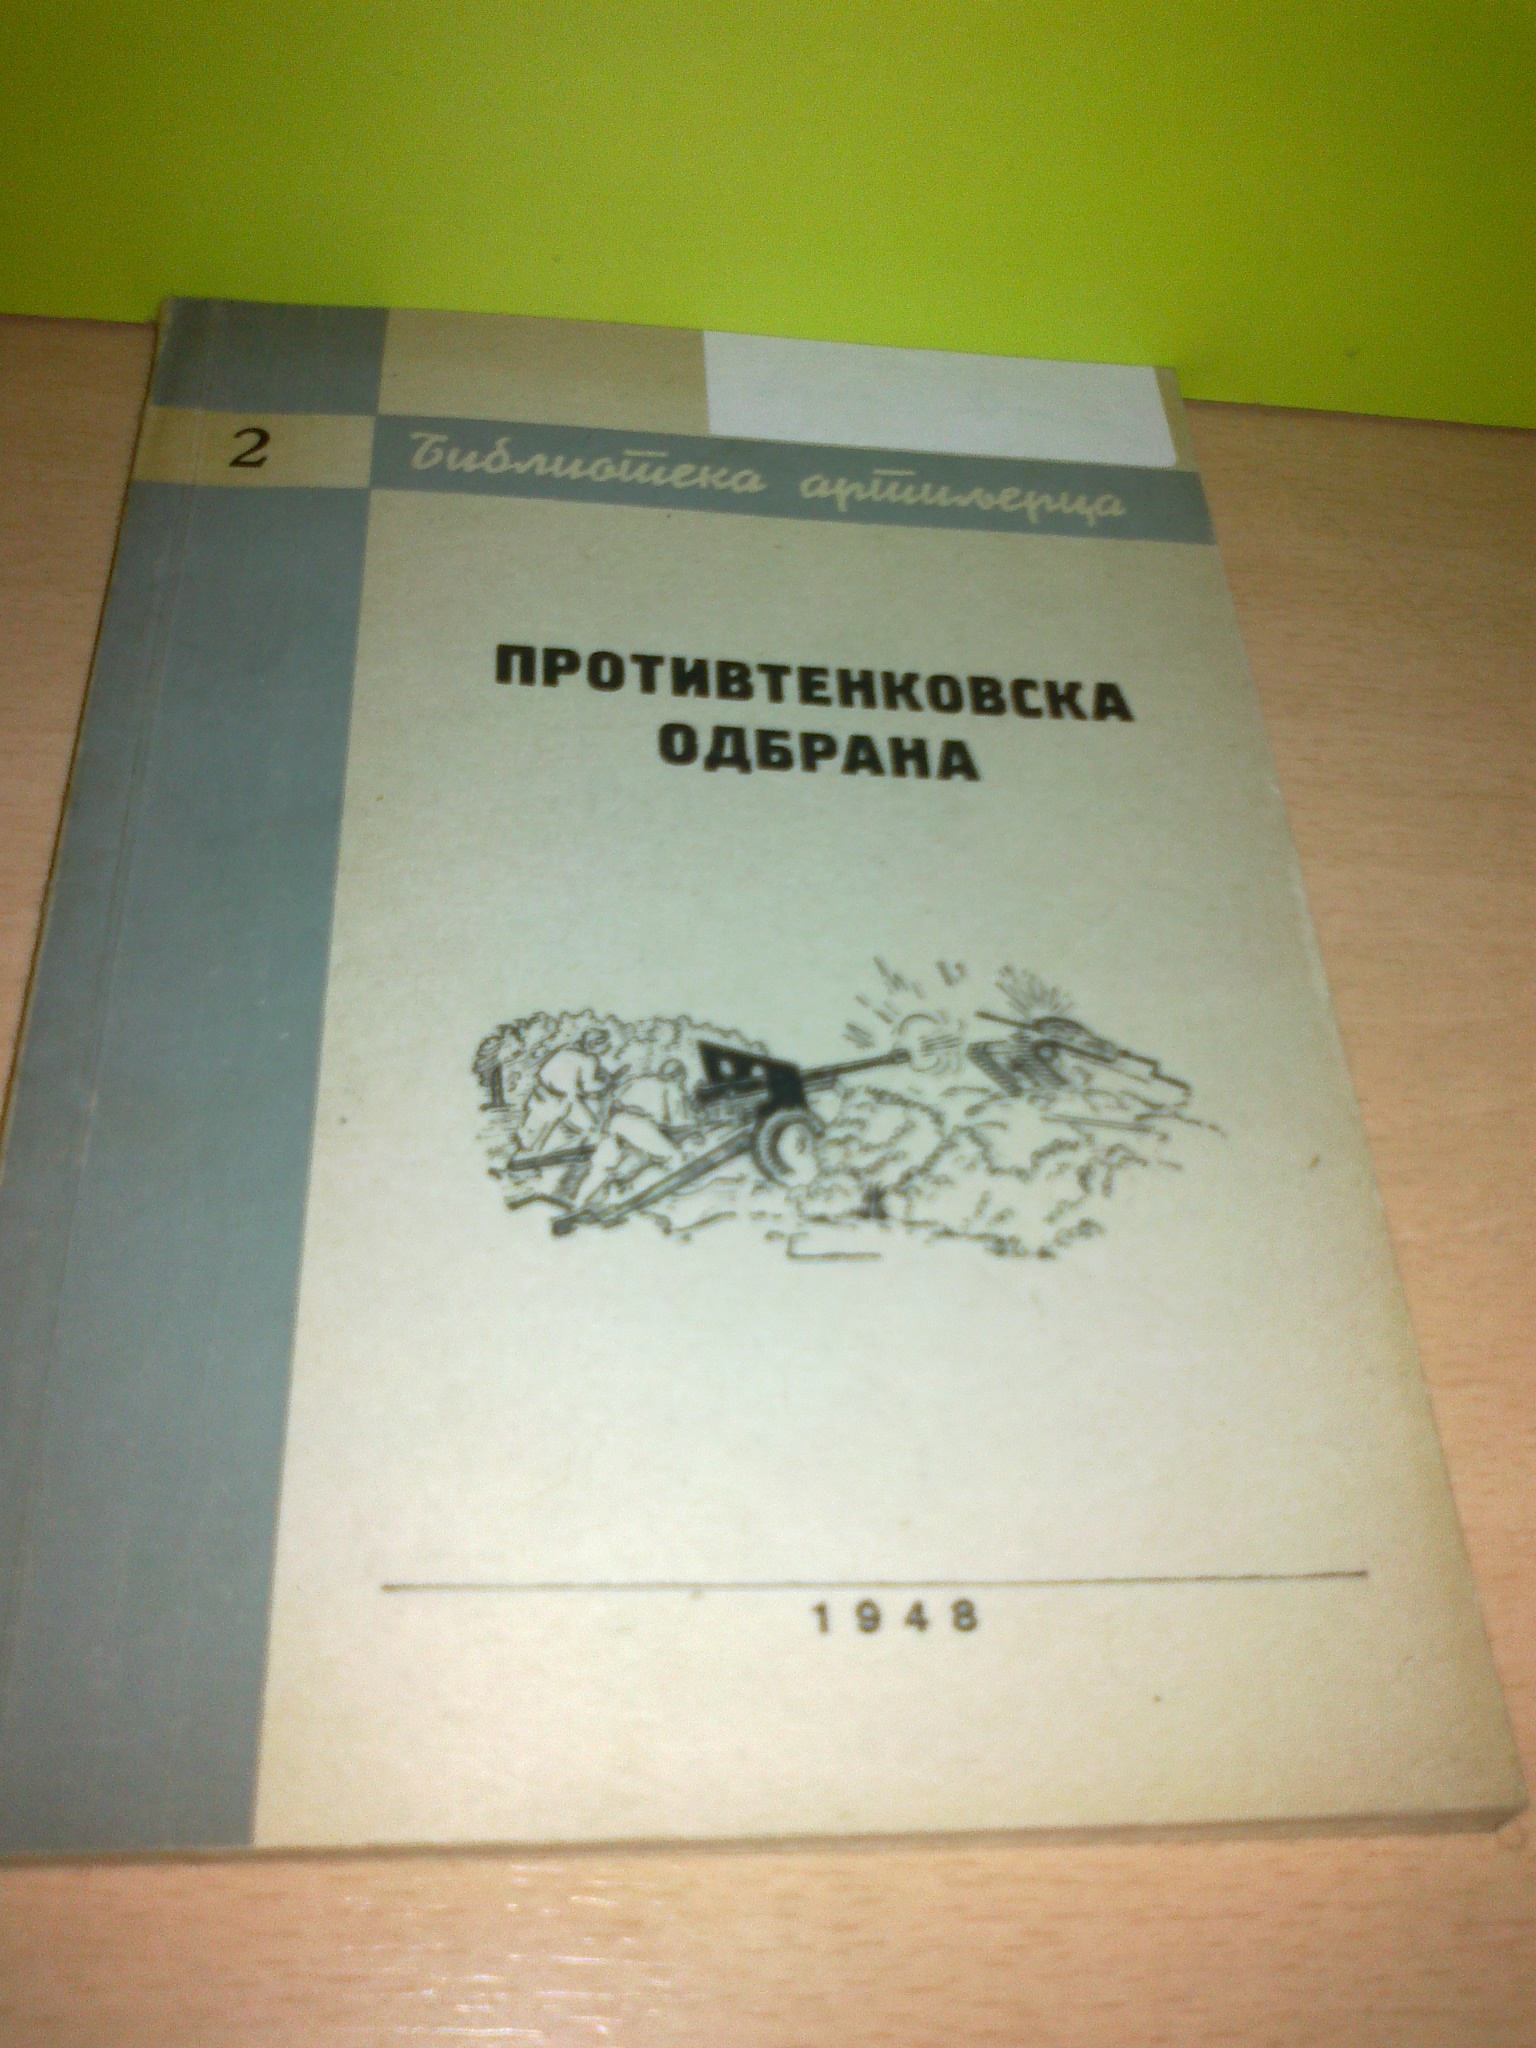 2
Библиотека артиљерца
ПРОТИВТЕНКОВСКА
ОДБРАНА
1948